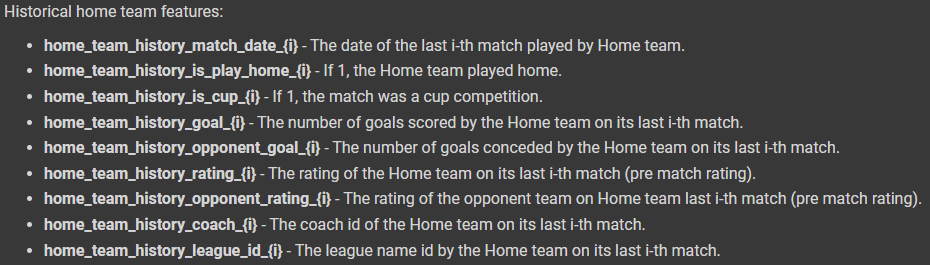 Historical home team features:
• home_team_history_match_date_{i} - The date of the last i-th match played by Home team.
• home_team_history_is_play_home_{i} - If 1, the Home team played home.
• home_team_history_is_cup_{i} - If 1, the match was a cup competition.
• home_team_history_goal_{i} - The number of goals scored by the Home team on its last i-th match.
• home_team_history_opponent_goal_{i} - The number of goals conceded by the Home team on its last i-th match.
• home_team_history_rating_{i} - The rating of the Home team on its last i-th match (pre match rating).
• home_team_history_opponent_rating_{i} - The rating of the opponent team on Home team last i-th match (pre match rating).
• home_team_history_coach_{i} - The coach id of the Home team on its last i-th match.
• home_team_history_league_id_{i} - The league name id by the Home team on its last i-th match.